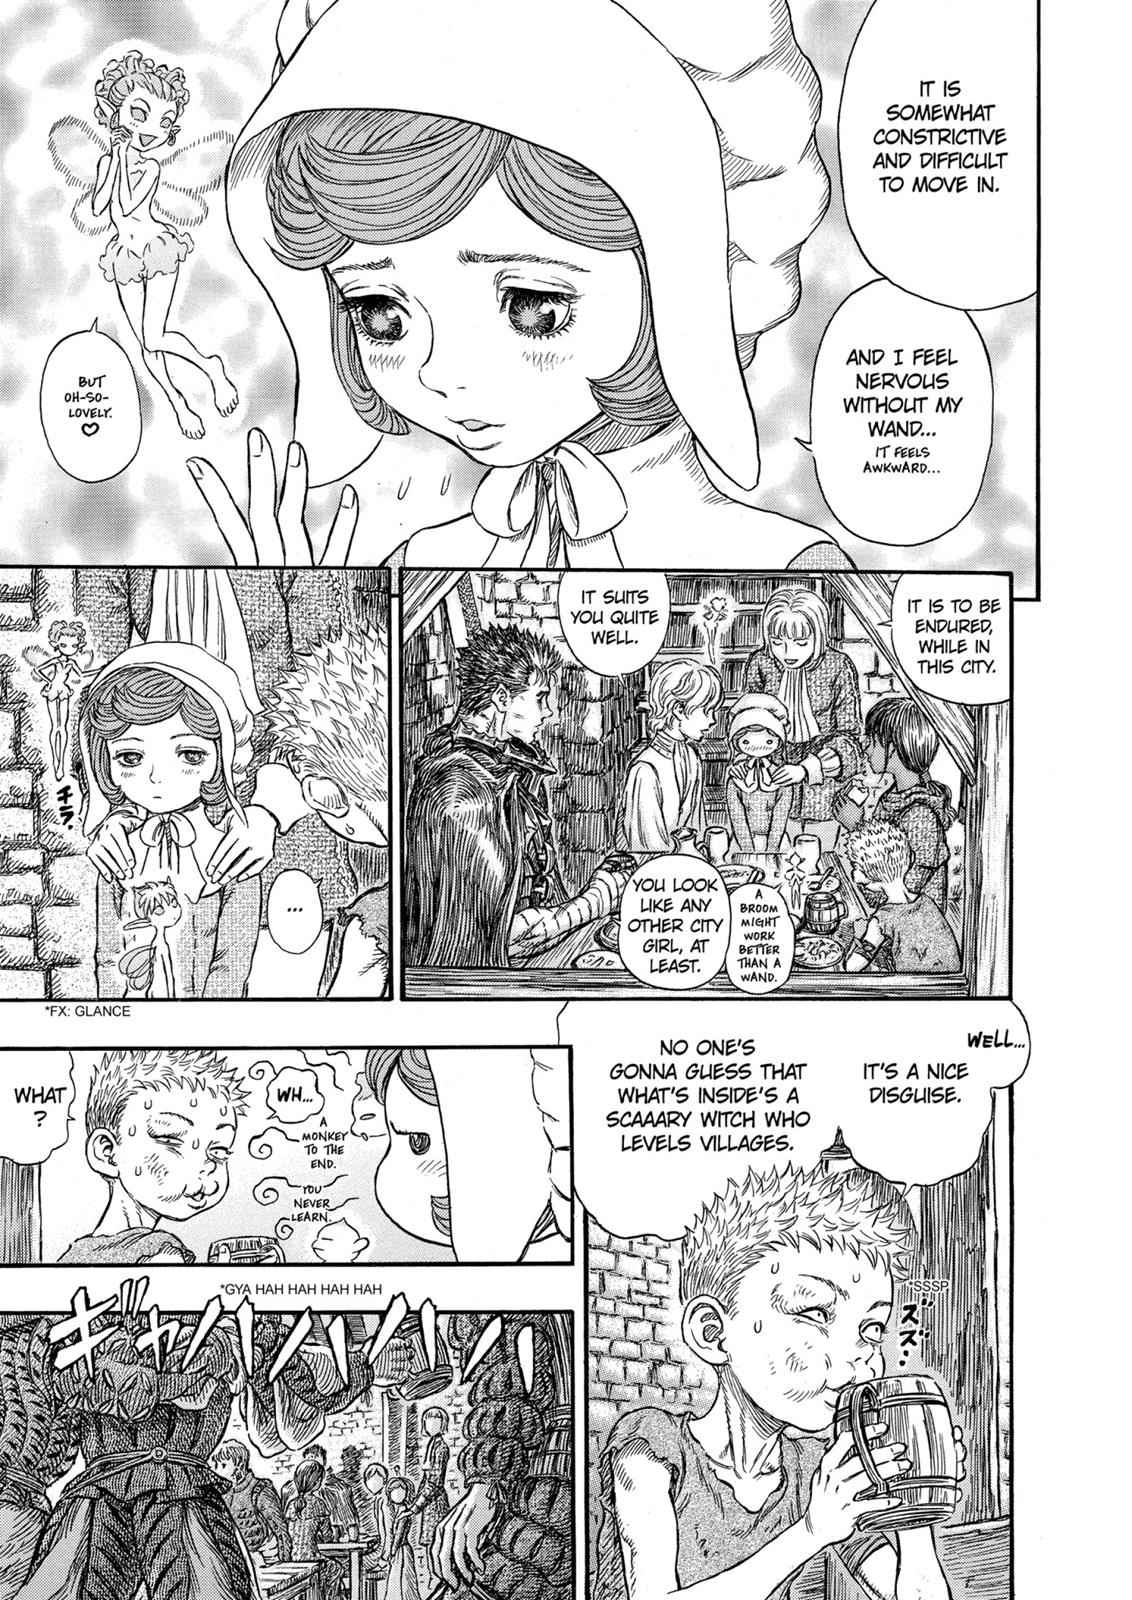 IT IS
SOMEWHAT
CONSTRICTIVE
AND DIFFICULT
TO MOVE IN.
AND I FEEL
NERVOUS
WITHOUT MY
WAND...
IT FEELS
AWKWARD...
BUT
OH-SO-
LOVELY.
♡
IT IS TO BE
ENDURED,
WHILE IN
THIS CITY.
IT SUITS
YOU QUITE
WELL.
YOU LOOK
LIKE ANY
OTHER CITY
GIRL, AT
LEAST.
A
BROOM
MIGHT
WORK
BETTER
THAN A
WAND.
チラ
...
*FX: GLANCE
WELL...
IT'S A NICE
DISGUISE.
NO ONE'S
GONNA GUESS THAT
WHAT'S INSIDE'S A
SCAAARY WITCH WHO
LEVELS VILLAGES.
*SSSP
ズズ
WH...
A
MONKEY
TO THE
END.
YOU
NEVER
LEARN.
WHAT
?
*GYA HAH HAH HAH HAH
ギャハハハハ